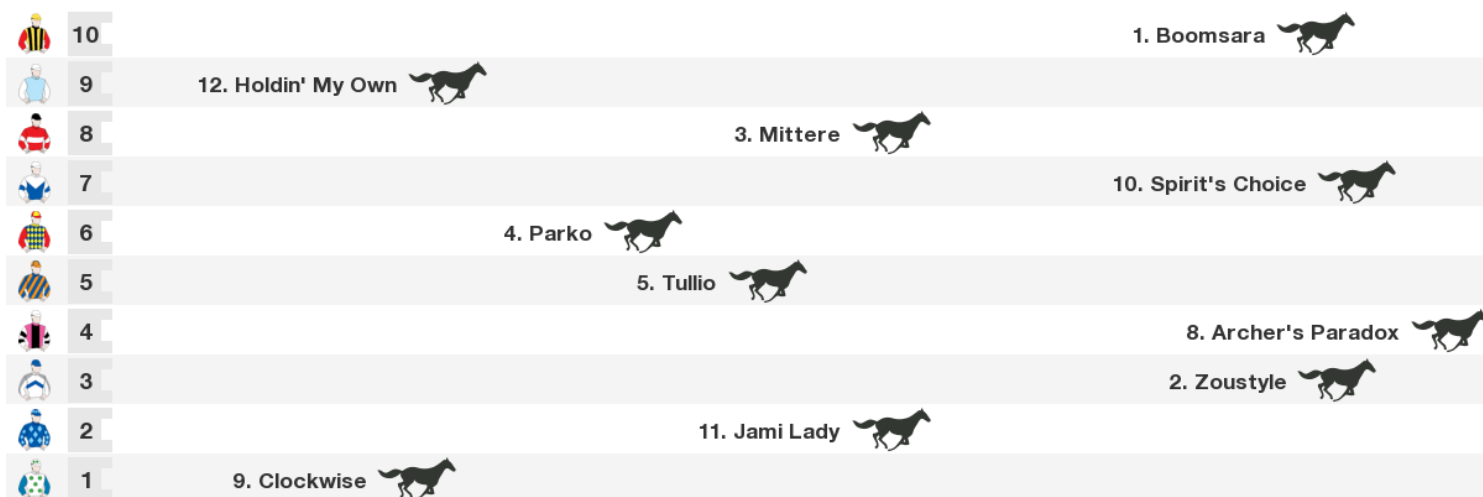 10 1. Boomsara
9 12. Holdin' My Own
8 3. Mittere
7 10. Spirit's Choice
6 4. Parko
5 5. Tullio
4 8. Archer's Paradox
3 2. Zoustyle
2 11. Jami Lady
1 9. Clockwise